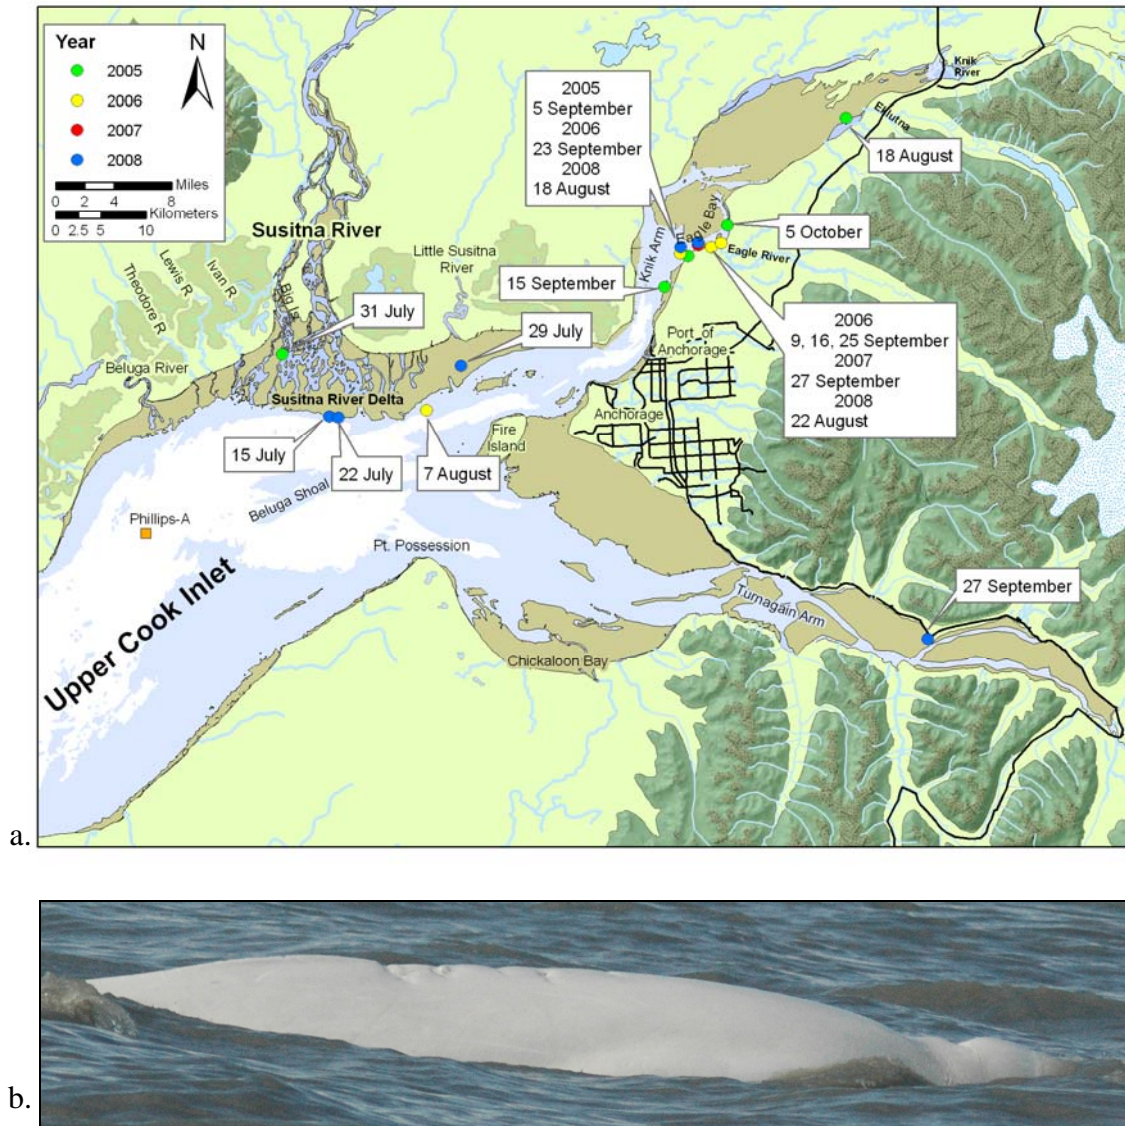 Year
N
2005
2006
2007
2008
Miles
0 2 4 8
Kilometers
0 2.5 5 10
2005
5 September
2006
23 September
2008
18 August
Knik
River
Eklutna
18 August
Susitna River
Little Susitna
River
Knik Arm
Eagle Bay
5 October
Eagle River
Theodore R
Lewis R
Ivan R
Big Is
15 September
31 July
29 July
Port of
Anchorage
2006
9, 16, 25 September
2007
27 September
2008
22 August
Beluga River
Susitna River Delta
Anchorage
Fire
Island
15 July
22 July
7 August
Beluga Shoal
Phillips-A
Pt. Possession
Upper Cook Inlet
27 September
Turnagain Arm
Chickaloon Bay
a.
b.